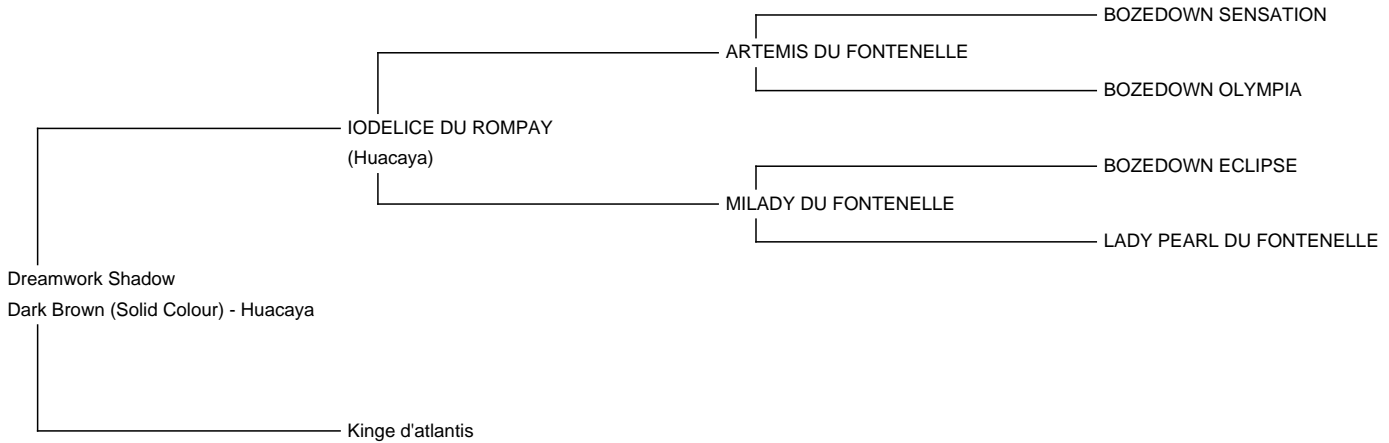 BOZEDOWN SENSATION
ARTEMIS DU FONTENELLE
BOZEDOWN OLYMPIA
IODELICE DU ROMPAY
(Huacaya)
BOZEDOWN ECLIPSE
MILADY DU FONTENELLE
LADY PEARL DU FONTENELLE
Dreamwork Shadow
Dark Brown (Solid Colour) - Huacaya
Kinge d'atlantis